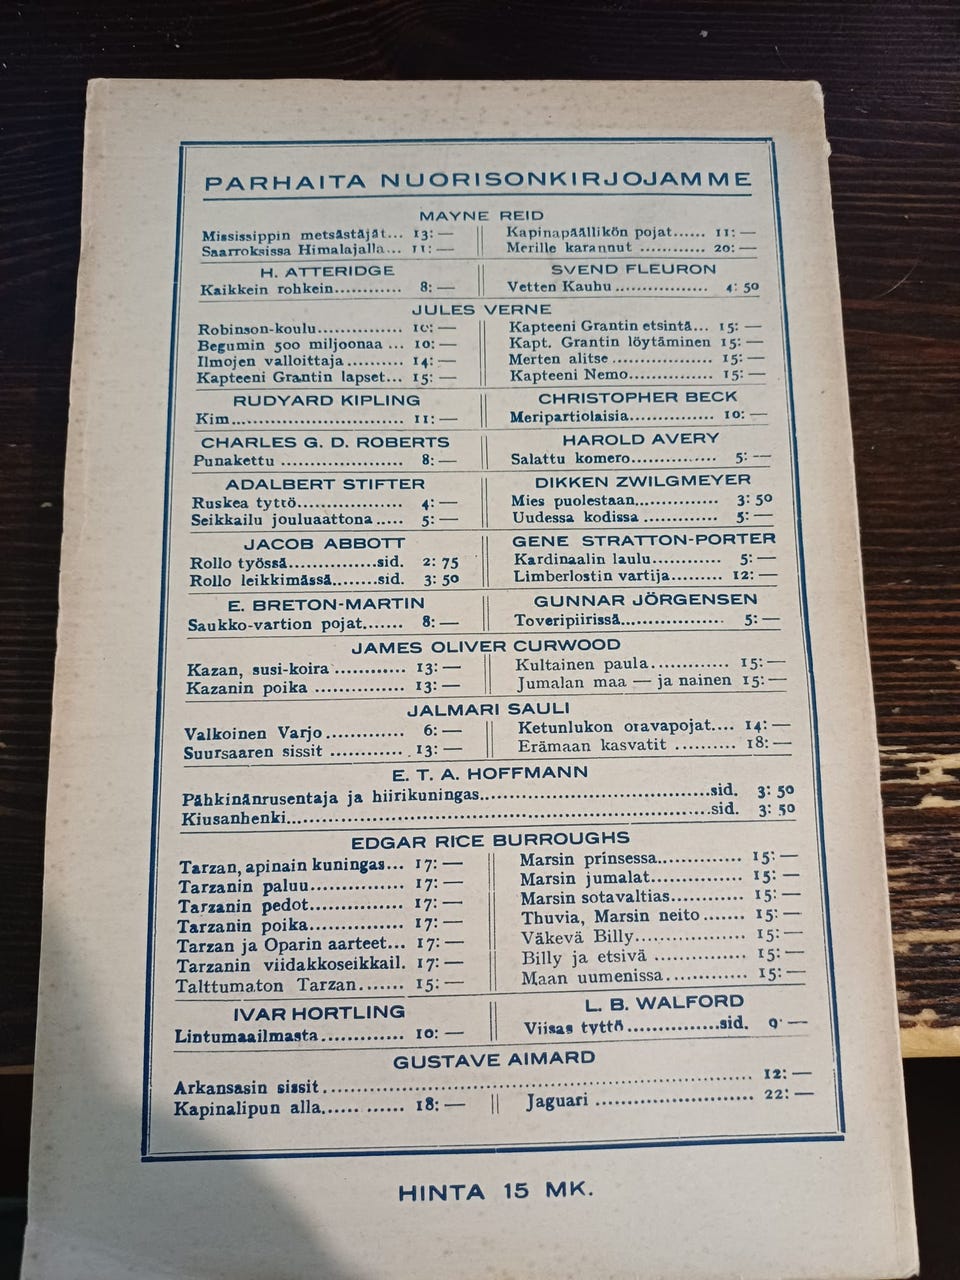 PARHAITA NUORISONKIRJOJAMME
MAYNE REID
Mississippin metsästäjät... 13: —
Saarroksissa Himalajalla... 11: —
Kapinapäällikön pojat...... 11: —
Merille karannut ............ 20: —
H. ATTERIDGE
Kaikkein rohkein............ 8: —
SVEND FLEURON
Vetten Kauhu ................. 4: 50
JULES VERNE
Robinson-koulu............... 10: —
Begumin 500 miljoonaa ... 10: —
Ilmojen valloittaja.......... 14: —
Kapteeni Grantin lapset... 15: —
Kapteeni Grantin etsintä... 15: —
Kapt. Grantin löytäminen 15: —
Merten alitse .................. 15: —
Kapteeni Nemo............... 15: —
RUDYARD KIPLING
Kim............................... 11: —
CHRISTOPHER BECK
Meripartiolaisia............... 10: —
CHARLES G. D. ROBERTS
Punakettu ..................... 8: —
HAROLD AVERY
Salattu komero............... 5: —
ADALBERT STIFTER
Ruskea tyttö.................. 4: —
Seikkailu jouluaattona ..... 5: —
DIKKEN ZWILGMEYER
Mies puolestaan............... 3: 50
Uudessa kodissa ............. 5: —
JACOB ABBOTT
Rollo työssä...............sid. 2: 75
Rollo leikkimässä........sid. 3: 50
GENE STRATTON-PORTER
Kardinaalin laulu............ 5: —
Limberlostin vartija......... 12: —
E. BRETON-MARTIN
Saukko-vartion pojat....... 8: —
GUNNAR JÖRGENSEN
Toveripiirissä.................. 5: —
JAMES OLIVER CURWOOD
Kazan, susi-koira ............ 13: —
Kazanin poika ............... 13: —
Kultainen paula............. 15: —
Jumalan maa — ja nainen 15: —
JALMARI SAULI
Valkoinen Varjo ............. 6: —
Suursaaren sissit ............ 13: —
Ketunlukon oravapojat.... 14: —
Erämaan kasvatit .......... 18: —
E. T. A. HOFFMANN
Pähkinänrusentaja ja hiirikuningas.......................................sid. 3: 50
Kiusanhenki.......................................................................sid. 3: 50
EDGAR RICE BURROUGHS
Tarzan, apinain kuningas... 17: —
Tarzanin paluu............... 17: —
Tarzanin pedot............... 17: —
Tarzanin poika............... 17: —
Tarzan ja Oparin aarteet... 17: —
Tarzanin viidakkoseikkail. 17: —
Talttumaton Tarzan....... 15: —
Marsin prinsessa............. 15: —
Marsin jumalat............... 15: —
Marsin sotavaltias............ 15: —
Thuvia, Marsin neito ....... 15: —
Väkevä Billy.................. 15: —
Billy ja etsivä ............... 15: —
Maan uumenissa............. 15: —
IVAR HORTLING
Lintumaailmasta............. 10: —
L. B. WALFORD
Viisas tyttö...............sid. 9: —
GUSTAVE AIMARD
Arkansasin sissit........................................................... 12: —
Kapinalipun alla............ 18: —
Jaguari .......................... 22: —
HINTA 15 MK.